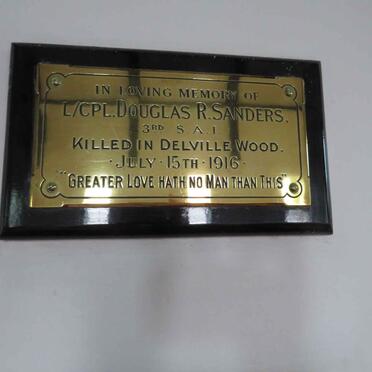 IN LOVING MEMORY OF
L/CPL. DOUGLAS R. SANDERS.
3RD S.A.I.
KILLED IN DELVILLE WOOD.
· JULY · 15TH · 1916 ·
"GREATER LOVE HATH NO MAN THAN THIS"